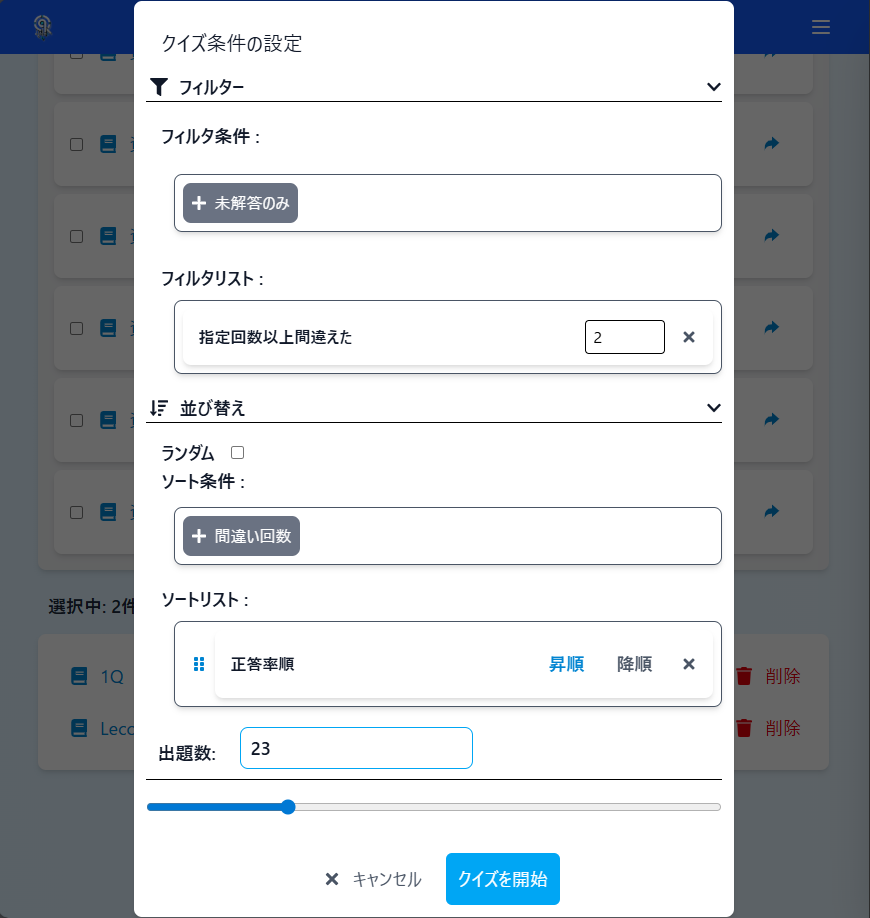 クイズ条件の設定
フィルター
フィルタ条件 :
未解答のみ
フィルタリスト :
指定回数以上間違えた 2
並び替え
ランダム
ソート条件 :
間違い回数
ソートリスト :
選択中: 2件
正答率順 昇順 降順
1Q 削除
削除
出題数: 23
キャンセル クイズを開始